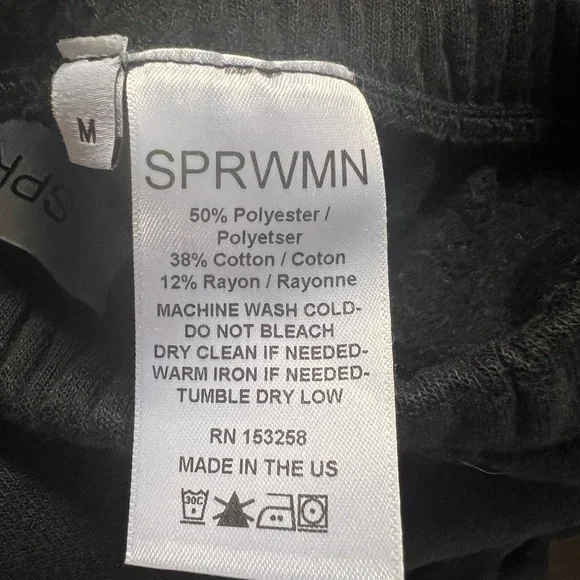 M
SPRWMN
50% Polyester /
Polyetser
38% Cotton / Coton
12% Rayon / Rayonne
MACHINE WASH COLD-
DO NOT BLEACH
DRY CLEAN IF NEEDED-
WARM IRON IF NEEDED-
TUMBLE DRY LOW
RN 153258
MADE IN THE US
30C
SPR